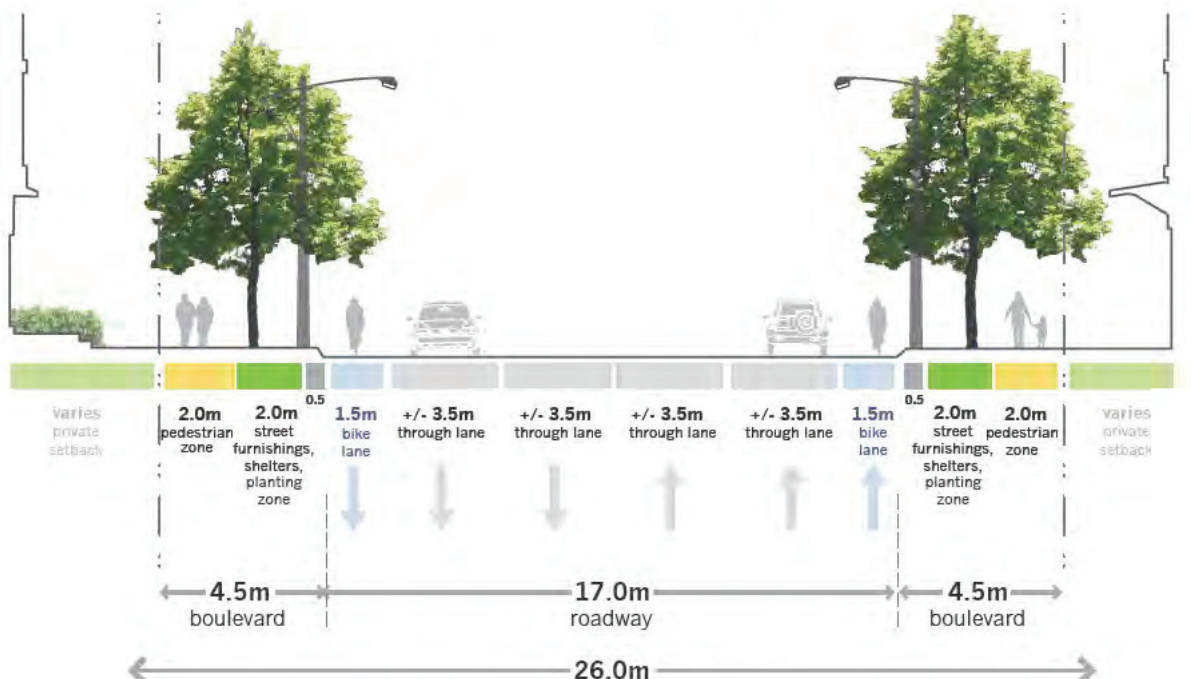 0.5
0.5
varies
private
setback
2.0m
pedestrian
zone
2.0m
street
furnishings,
shelters,
planting
zone
1.5m
bike
lane
+/- 3.5m
through lane
+/- 3.5m
through lane
+/- 3.5m
through lane
+/- 3.5m
through lane
1.5m
bike
lane
2.0m
street
furnishings,
shelters,
planting
zone
2.0m
pedestrian
zone
varies
private
setback
4.5m
boulevard
17.0m
roadway
4.5m
boulevard
26.0m